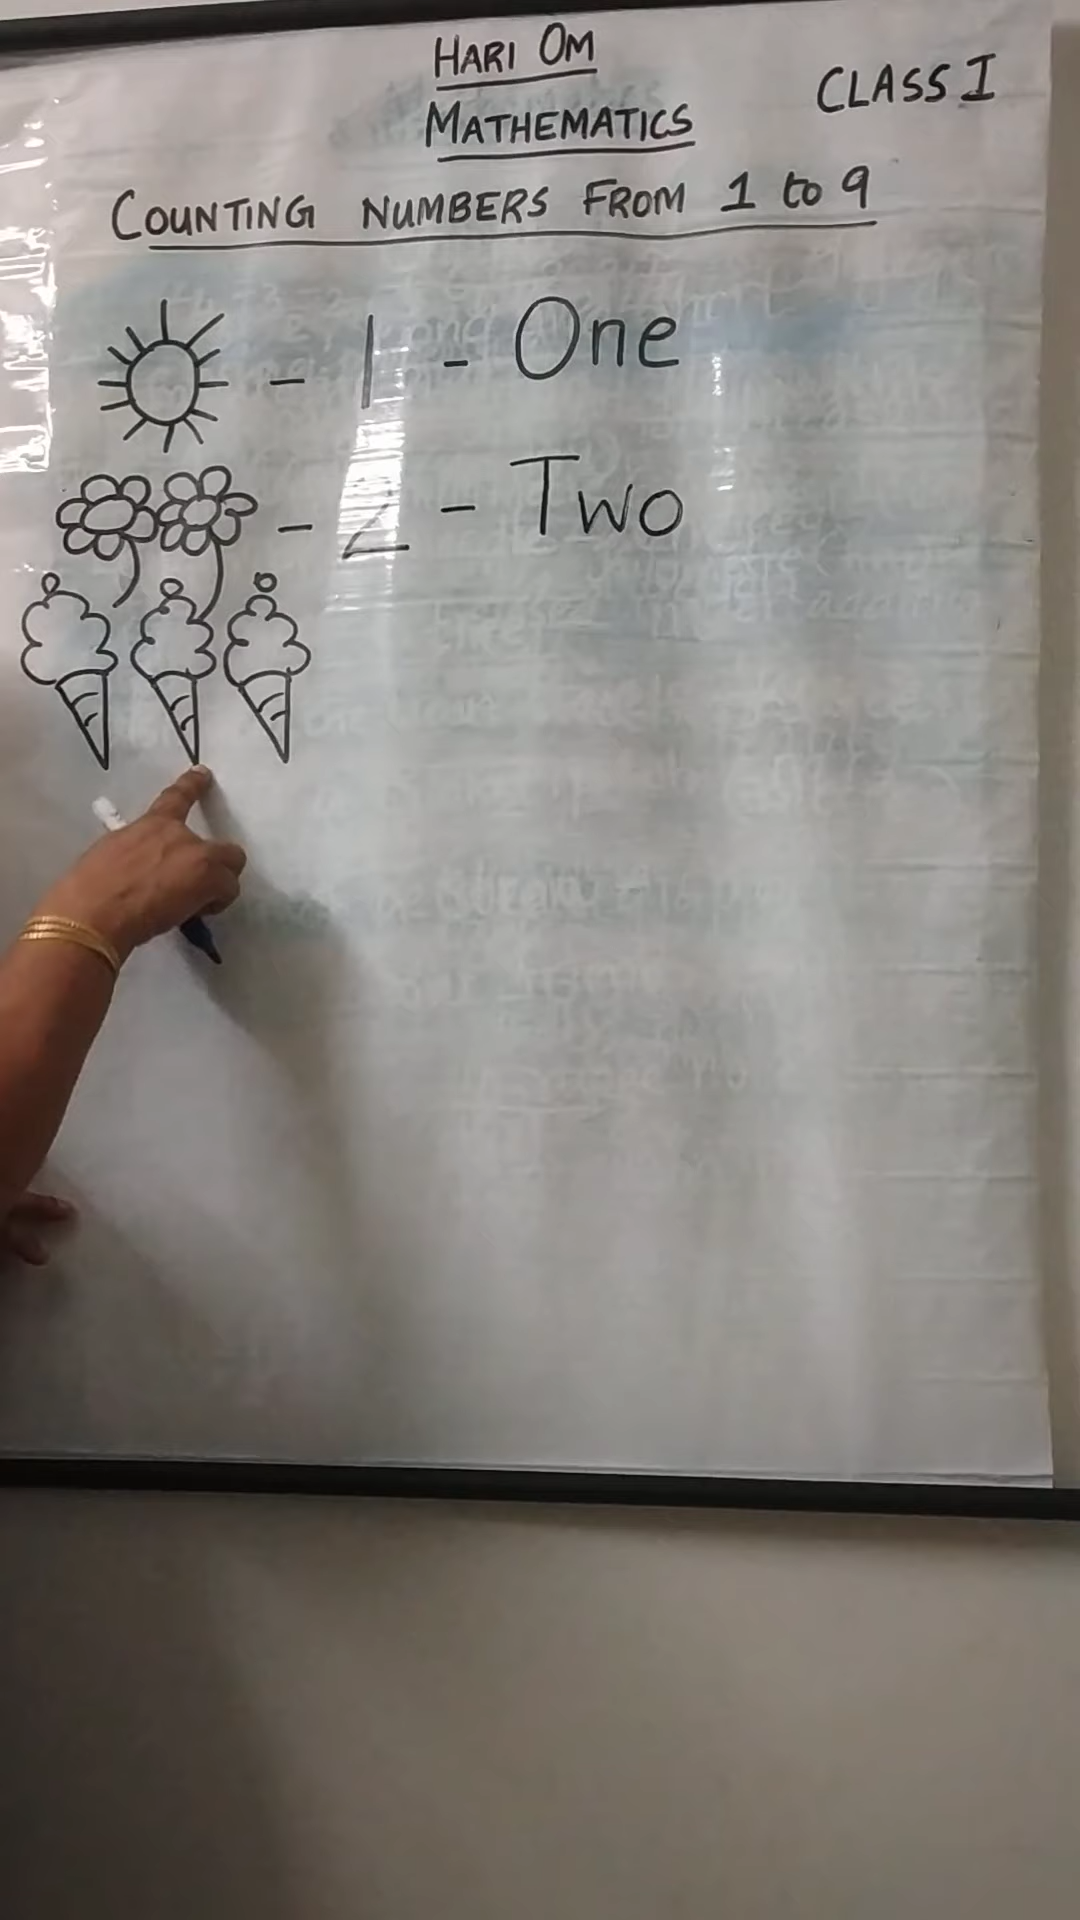 HARI OM
CLASS I
MATHEMATICS
COUNTING NUMBERS FROM 1 to 9
- 1 - One
- 2 - Two